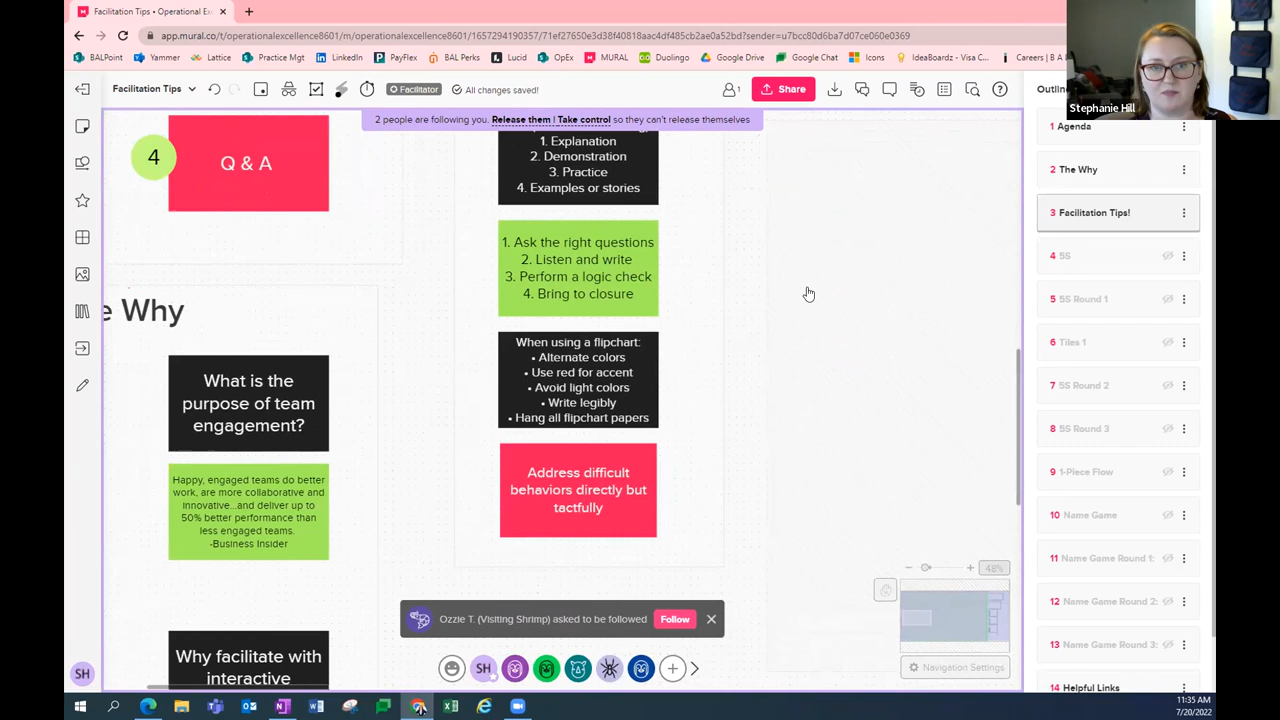 Facilitation Tips • Operational Ex
app.mural.co/t/operationalexcellence8601/m/operationalexcellence8601/1657294190357/71ef27650e3d38f40818aac4df485cb2ae0a52bd?sender=u7bcc80d6ba7d07ce060e0369
BALPoint
Yammer
Lattice
Practice Mgt
LinkedIn
PayFlex
BAL Perks
Lucid
OpEx
MURAL
Duolingo
Google Drive
Google Chat
Icons
IdeaBoardz - Visa C...
Careers | B A
Stephanie Hill
Facilitation Tips
Facilitator
All changes saved!
1
Share
Outline
2 people are following you. Release them | Take control so they can't release themselves
4
Q & A
1. Explanation
2. Demonstration
3. Practice
4. Examples or stories
1. Ask the right questions
2. Listen and write
3. Perform a logic check
4. Bring to closure
e Why
What is the
purpose of team
engagement?
When using a flipchart:
• Alternate colors
• Use red for accent
• Avoid light colors
• Write legibly
• Hang all flipchart papers
Happy, engaged teams do better
work, are more collaborative and
innovative...and deliver up to
50% better performance than
less engaged teams.
-Business Insider
Address difficult
behaviors directly but
tactfully
Why facilitate with
interactive
Ozzie T. (Visiting Shrimp) asked to be followed
Follow
SH
SH
48%
Navigation Settings
1 Agenda
2 The Why
3 Facilitation Tips!
4 5S
5 5S Round 1
6 Tiles 1
7 5S Round 2
8 5S Round 3
9 1-Piece Flow
10 Name Game
11 Name Game Round 1:
12 Name Game Round 2:
13 Name Game Round 3:
14 Helpful Links
11:35 AM
7/20/2022